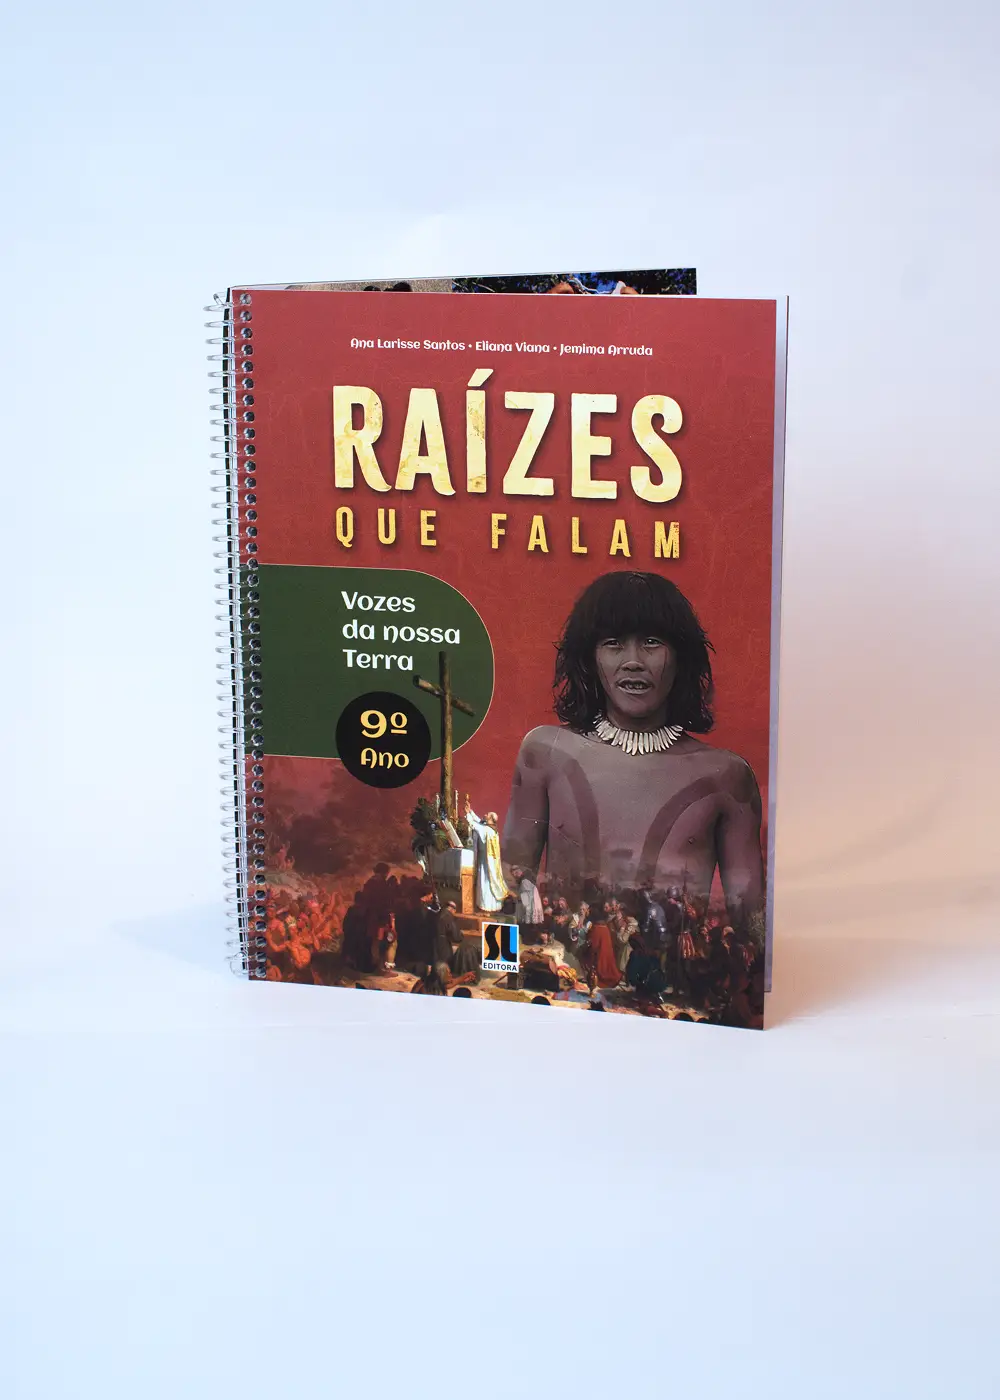 Ana Larisse Santos • Eliana Viana • Jemima Arruda
RAÍZES
QUE FALAM
Vozes
da nossa
Terra
9º
Ano
SL
EDITORA